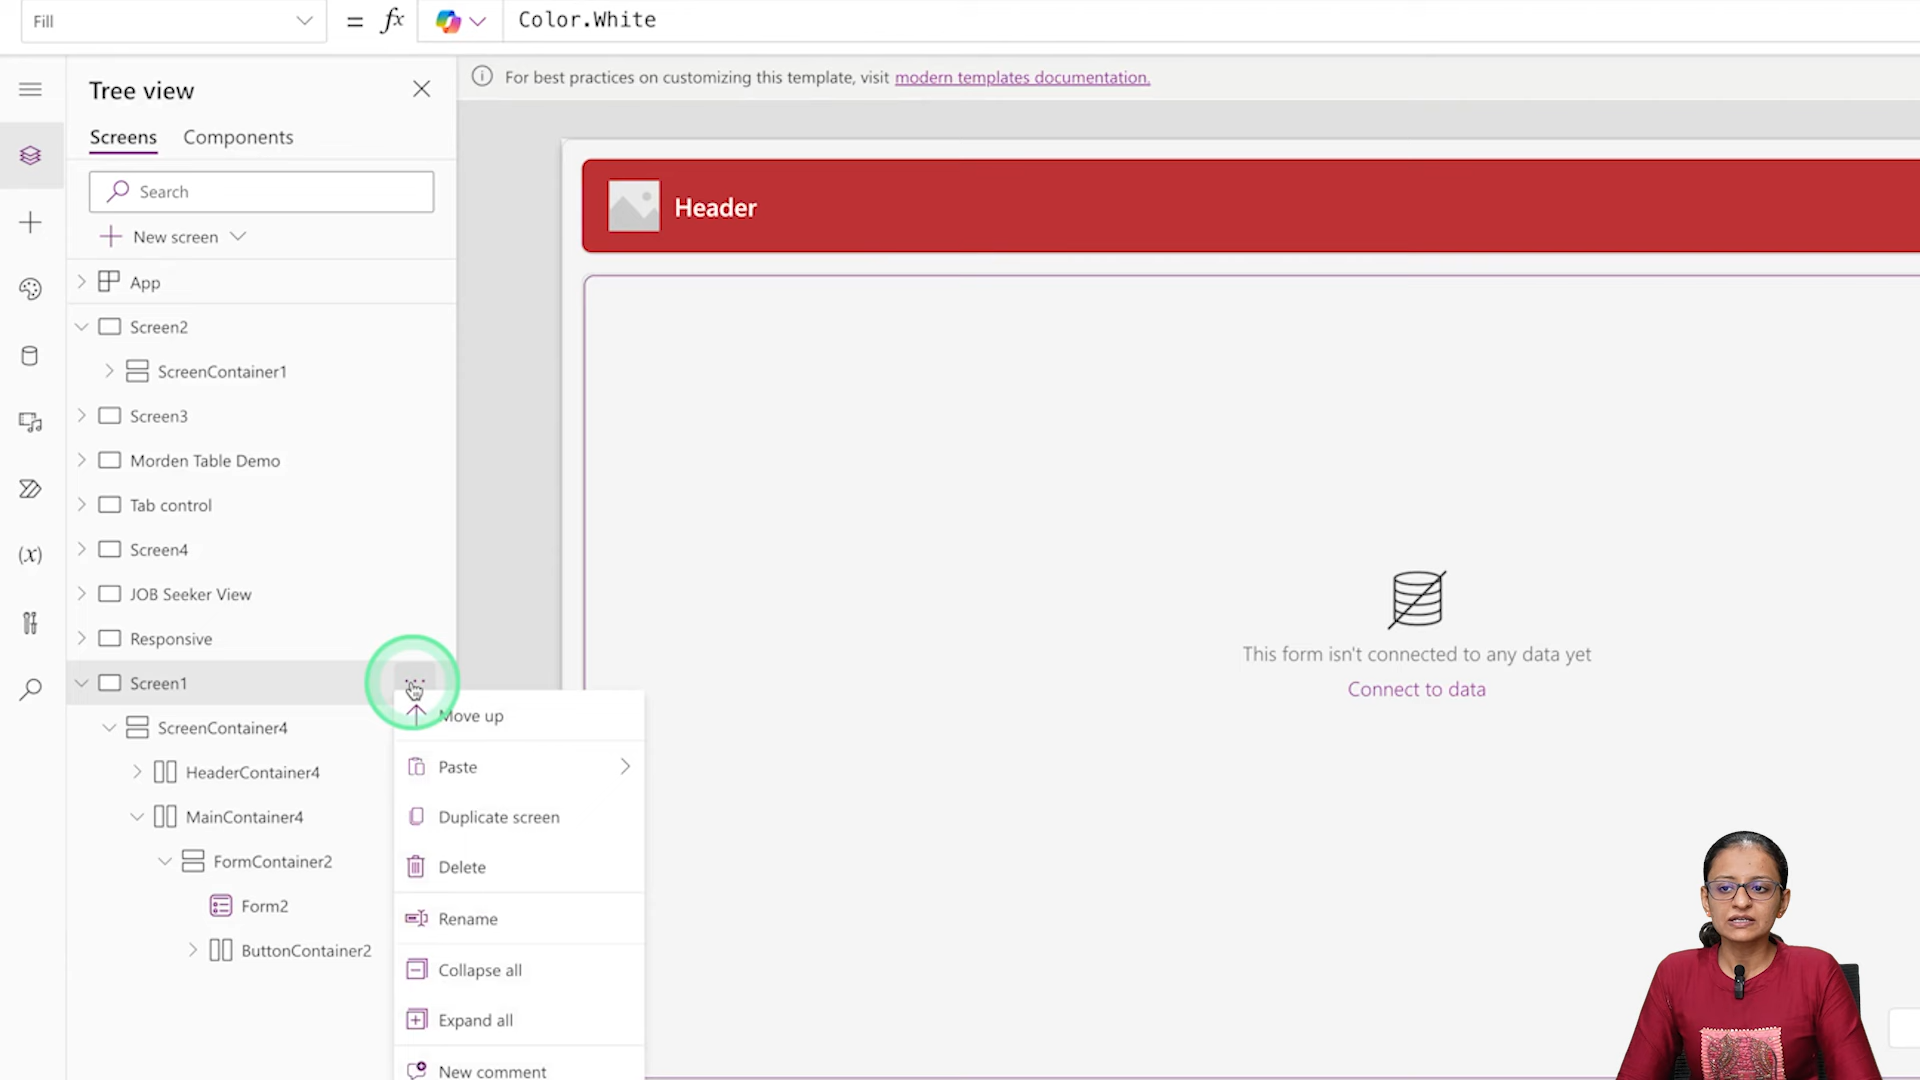 Fill
= fx
Color.White
Tree view
For best practices on customizing this template, visit modern templates documentation.
Screens
Components
Search
New screen
App
Screen2
ScreenContainer1
Screen3
Morden Table Demo
Tab control
Screen4
JOB Seeker View
Responsive
Screen1
ScreenContainer4
HeaderContainer4
MainContainer4
FormContainer2
Form2
ButtonContainer2
(x)
Move up
Paste
Duplicate screen
Delete
Rename
Collapse all
Expand all
New comment
Header
This form isn't connected to any data yet
Connect to data